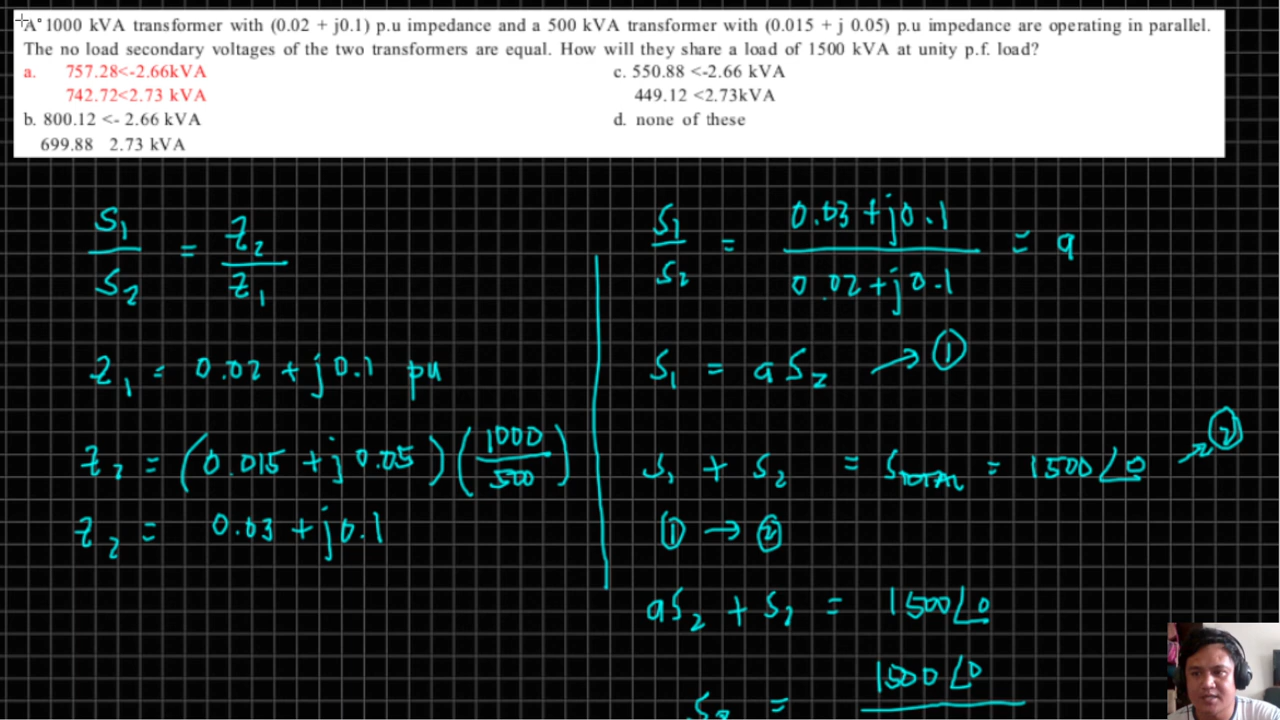 A 1000 kVA transformer with (0.02 + j0.1) p.u impedance and a 500 kVA transformer with (0.015 + j 0.05) p.u impedance are operating in parallel.
The no load secondary voltages of the two transformers are equal. How will they share a load of 1500 kVA at unity p.f. load?
a. 757.28<-2.66kVA
742.72<2.73 kVA
b. 800.12 <- 2.66 kVA
699.88 2.73 kVA
c. 550.88 <-2.66 kVA
449.12 <2.73kVA
d. none of these
S1/S2 = Z2/Z1
Z1 = 0.02 + j0.1 pu
Z2 = (0.015 + j0.05)(1000/500)
Z2 = 0.03 + j0.1
S1/S2 = 0.03 + j0.1 / 0.02 + j0.1 = a
S1 = aS2 → ①
S1 + S2 = STOTAL = 1500∠0 → ②
① → ②
aS2 + S2 = 1500∠0
S2 = 1500∠0